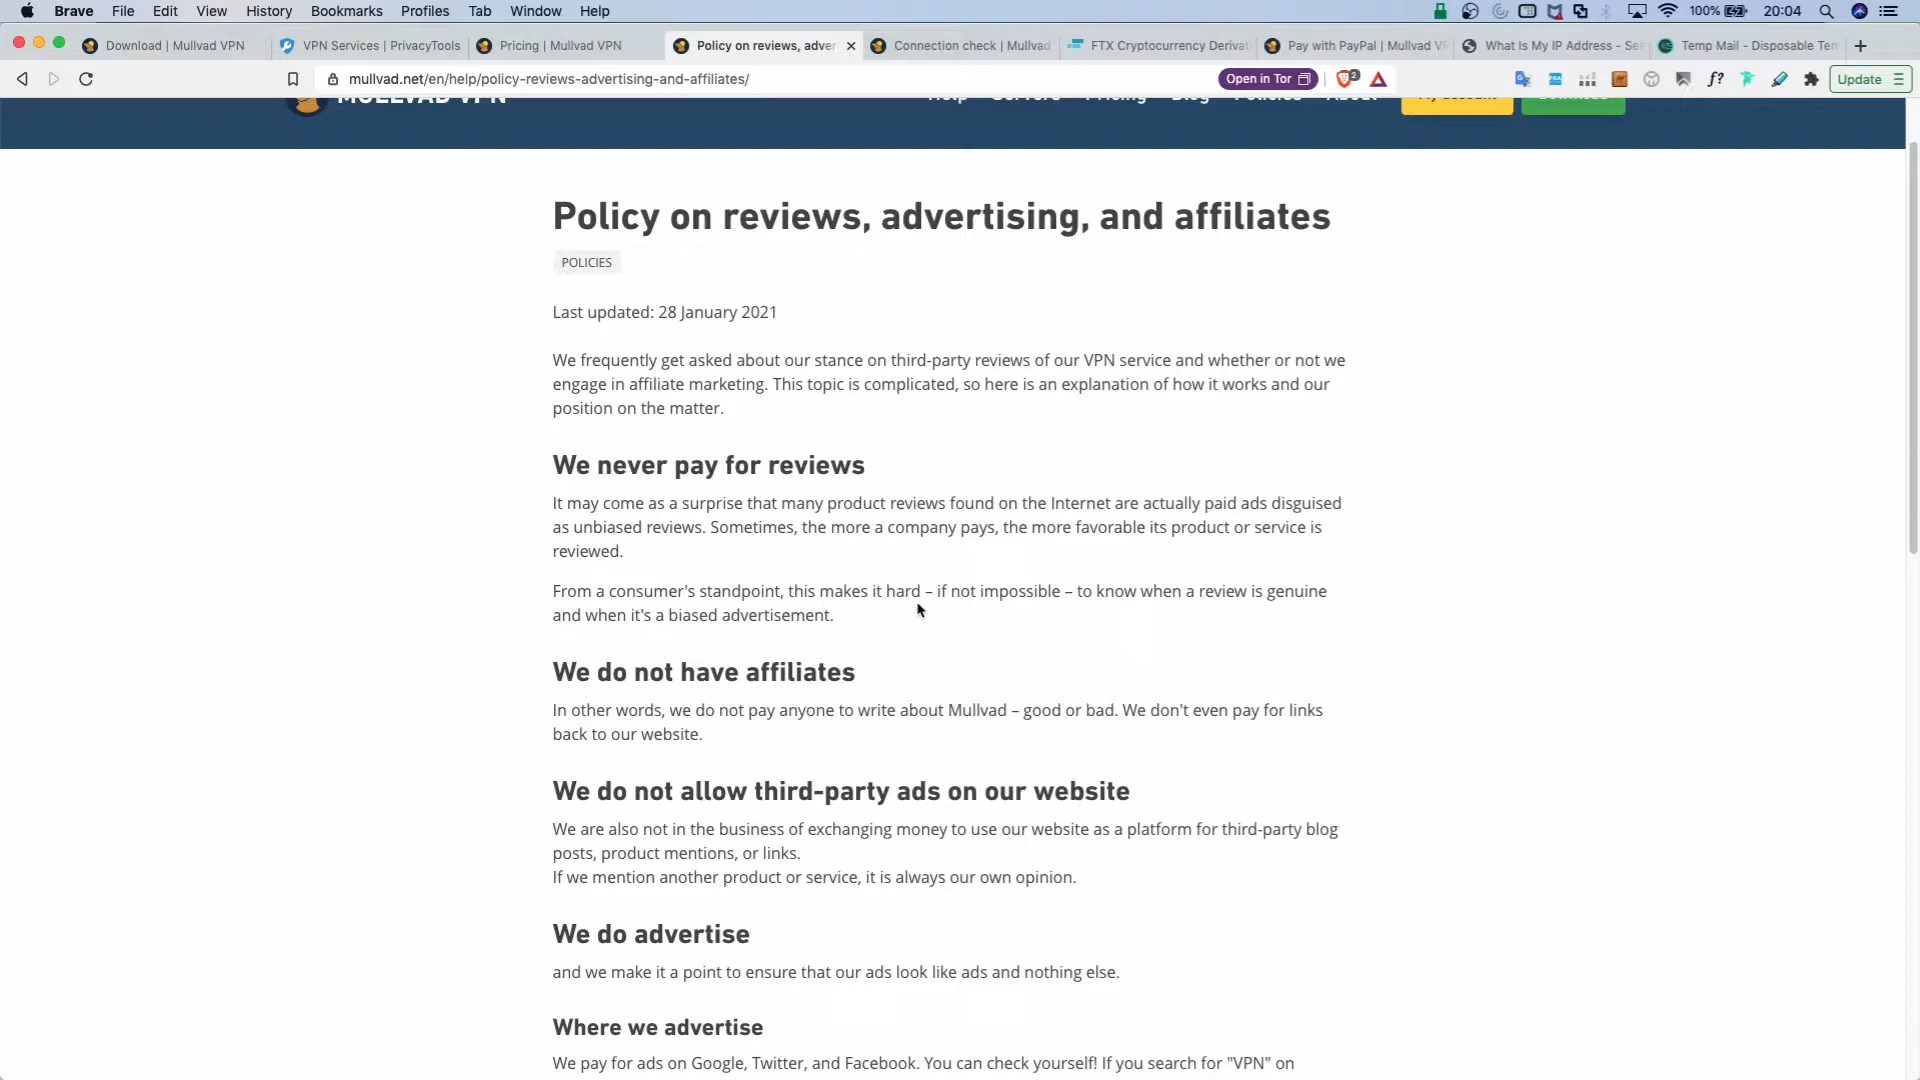 Brave File Edit View History Bookmarks Profiles Tab Window Help 100% 20:04
Download | Mullvad VPN VPN Services | PrivacyTools Pricing | Mullvad VPN Policy on reviews, adver Connection check | Mullvad FTX Cryptocurrency Derivat Pay with PayPal | Mullvad VP What Is My IP Address - See Temp Mail - Disposable Tem
mullvad.net/en/help/policy-reviews-advertising-and-affiliates/ Open in Tor 2 Update
MULLVAD VPN Help Servers Pricing Blog Policies About My account Download
Policy on reviews, advertising, and affiliates
POLICIES
Last updated: 28 January 2021
We frequently get asked about our stance on third-party reviews of our VPN service and whether or not we
engage in affiliate marketing. This topic is complicated, so here is an explanation of how it works and our
position on the matter.
We never pay for reviews
It may come as a surprise that many product reviews found on the Internet are actually paid ads disguised
as unbiased reviews. Sometimes, the more a company pays, the more favorable its product or service is
reviewed.
From a consumer's standpoint, this makes it hard – if not impossible – to know when a review is genuine
and when it's a biased advertisement.
We do not have affiliates
In other words, we do not pay anyone to write about Mullvad – good or bad. We don't even pay for links
back to our website.
We do not allow third-party ads on our website
We are also not in the business of exchanging money to use our website as a platform for third-party blog
posts, product mentions, or links.
If we mention another product or service, it is always our own opinion.
We do advertise
and we make it a point to ensure that our ads look like ads and nothing else.
Where we advertise
We pay for ads on Google, Twitter, and Facebook. You can check yourself! If you search for "VPN" on